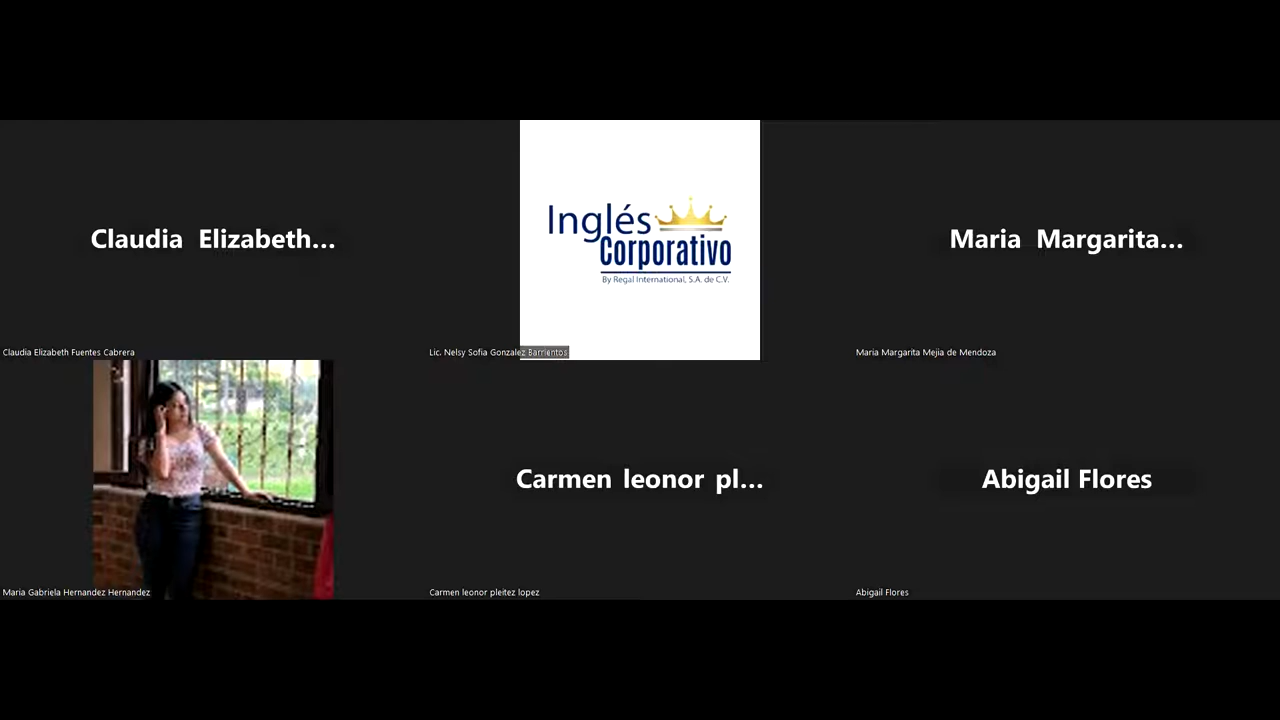 Claudia Elizabeth...
Inglés
Corporativo
By Regal International, S.A. de C.V.
Maria Margarita...
Claudia Elizabeth Fuentes Cabrera
Lic. Nelsy Sofia Gonzalez Barrientos
Maria Margarita Mejia de Mendoza
Carmen leonor pl...
Abigail Flores
Maria Gabriela Hernandez Hernandez
Carmen leonor pleitez lopez
Abigail Flores